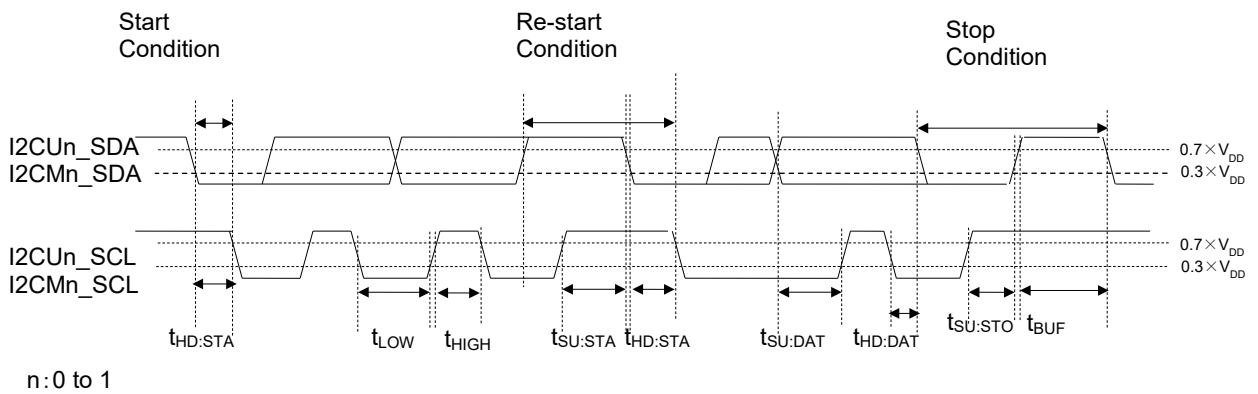 Start
Condition
Re-start
Condition
Stop
Condition
I2CUn_SDA
I2CMn_SDA
0.7×VDD
0.3×VDD
I2CUn_SCL
I2CMn_SCL
0.7×VDD
0.3×VDD
tHD:STA
tLOW
tHIGH
tSU:STA
tHD:STA
tSU:DAT
tHD:DAT
tSU:STO
tBUF
n:0 to 1